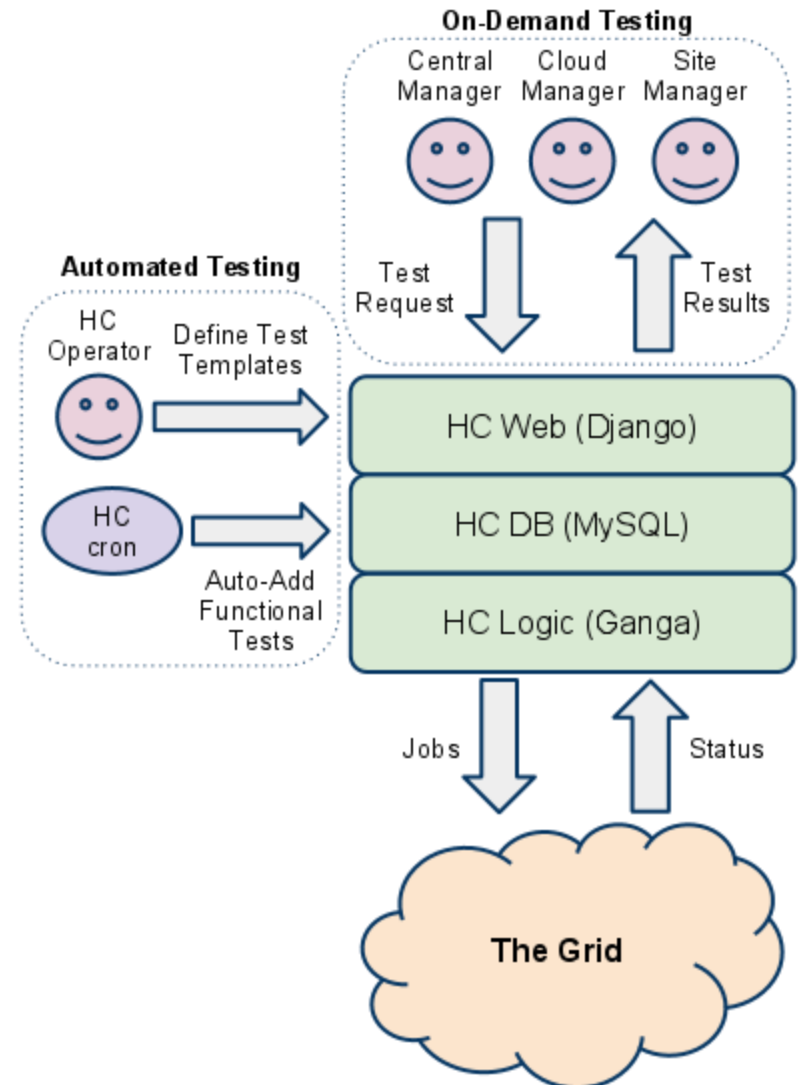 On-Demand Testing
Central
Manager
Cloud
Manager
Site
Manager
Test
Request
Test
Results
Automated Testing
HC
Operator
Define Test
Templates
HC
cron
Auto-Add
Functional
Tests
HC Web (Django)
HC DB (MySQL)
HC Logic (Ganga)
Jobs
Status
The Grid